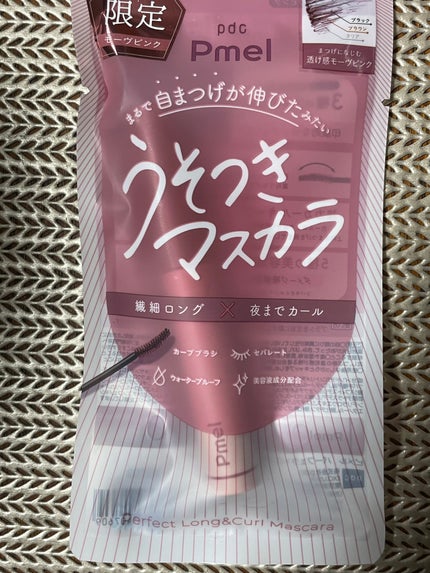 限定
モーヴピンク
pdc
Pmel
ブラック
ブラウン
クリア
まつげになじむ
透け感モーヴピンク
まるで自まつげが伸びたみたい
うそつき
マスカラ
繊細ロング × 夜までカール
カーブブラシ
セパレート
ウォータープルーフ
美容液成分配合
Pmel
Perfect Long&Curl Mascara